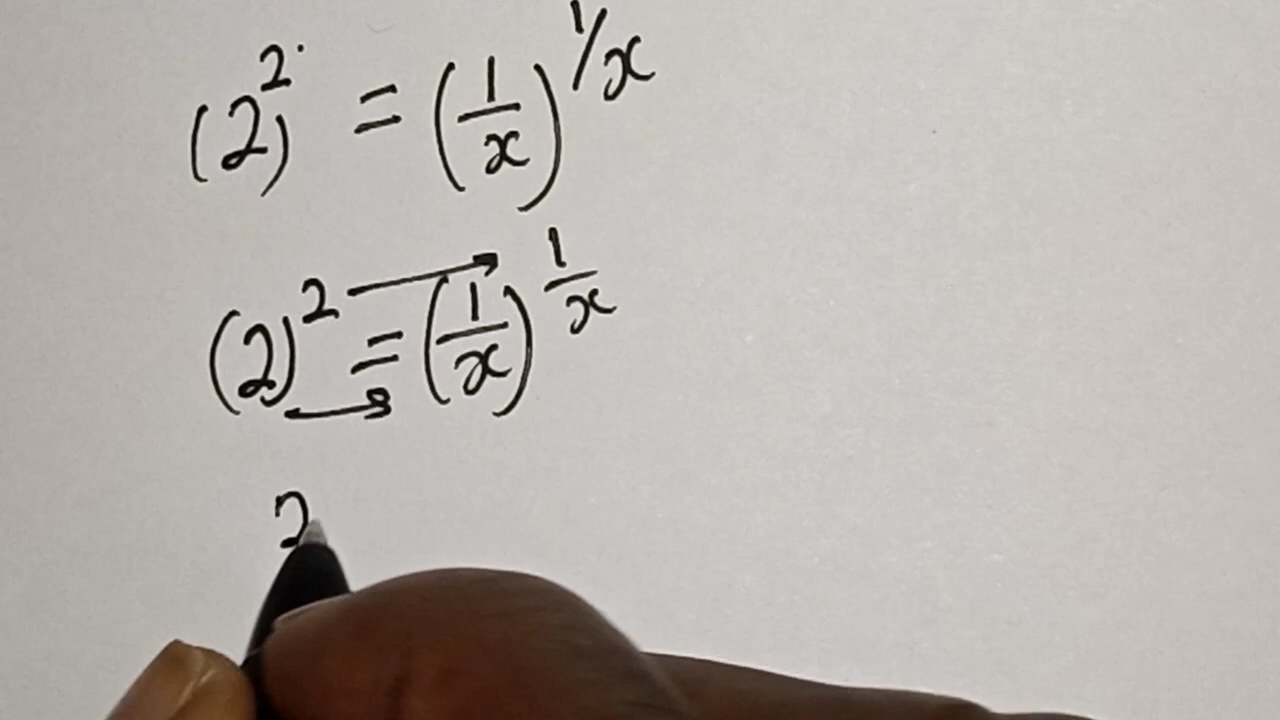 (2)^2 = (1/x)^1/x
(2)^2 = (1/x)^1/x
2